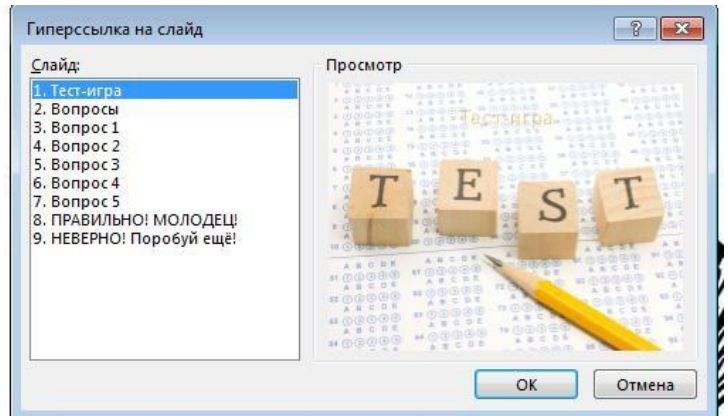 Гиперссылка на слайд
Слайд:
1. Тест-игра
2. Вопросы
3. Вопрос 1
4. Вопрос 2
5. Вопрос 3
6. Вопрос 4
7. Вопрос 5
8. ПРАВИЛЬНО! МОЛОДЕЦ!
9. НЕВЕРНО! Поробуй ещё!
Просмотр
Тест-игра
TEST
ОК
Отмена